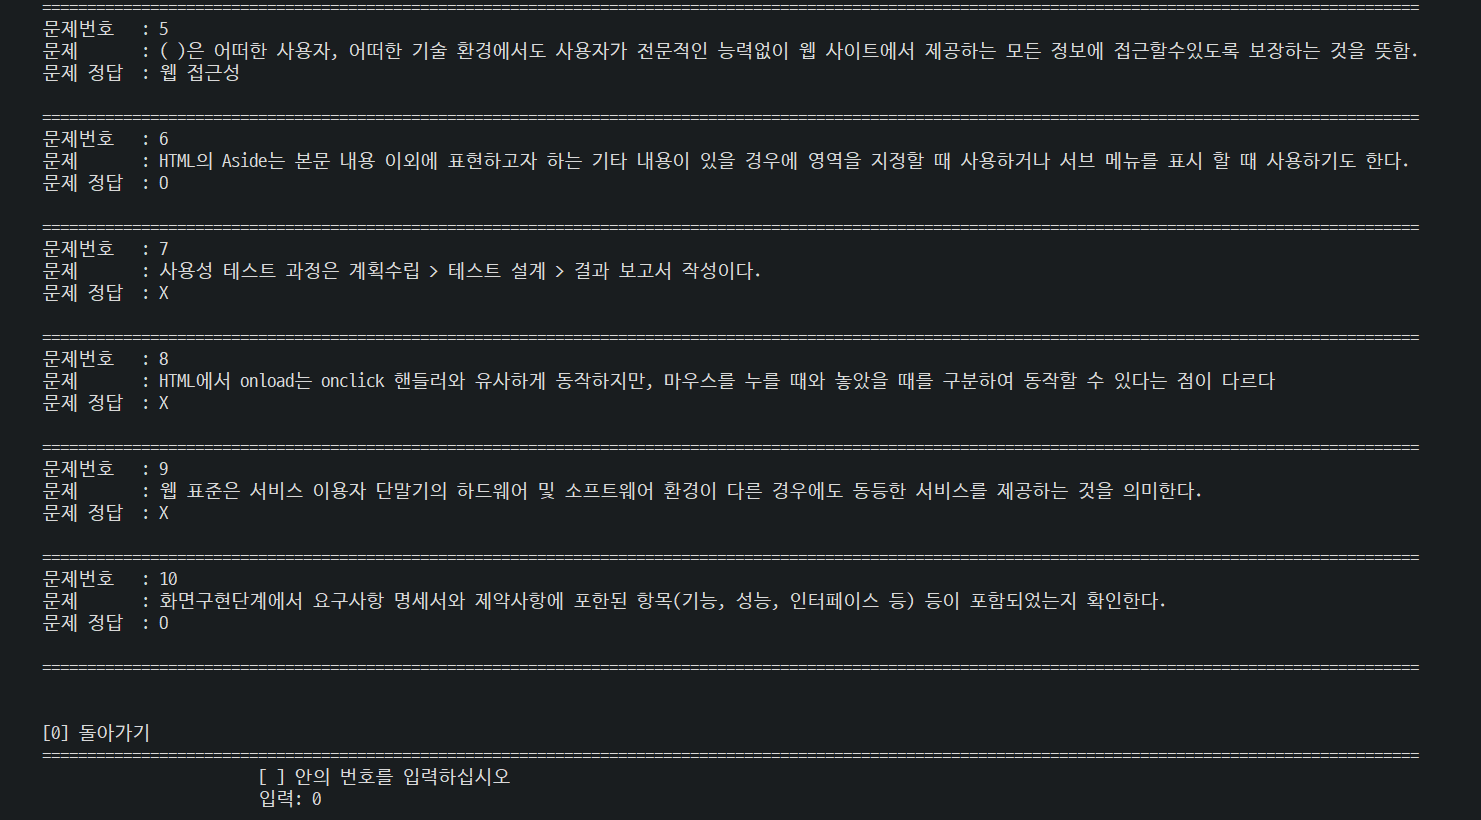 ================================================================================
문제번호 : 5
문제 : ( )은 어떠한 사용자, 어떠한 기술 환경에서도 사용자가 전문적인 능력없이 웹 사이트에서 제공하는 모든 정보에 접근할수있도록 보장하는 것을 뜻함.
문제 정답 : 웹 접근성
================================================================================
문제번호 : 6
문제 : HTML의 Aside는 본문 내용 이외에 표현하고자 하는 기타 내용이 있을 경우에 영역을 지정할 때 사용하거나 서브 메뉴를 표시 할 때 사용하기도 한다.
문제 정답 : O
================================================================================
문제번호 : 7
문제 : 사용성 테스트 과정은 계획수립 > 테스트 설계 > 결과 보고서 작성이다.
문제 정답 : X
================================================================================
문제번호 : 8
문제 : HTML에서 onload는 onclick 핸들러와 유사하게 동작하지만, 마우스를 누를 때와 놓았을 때를 구분하여 동작할 수 있다는 점이 다르다
문제 정답 : X
================================================================================
문제번호 : 9
문제 : 웹 표준은 서비스 이용자 단말기의 하드웨어 및 소프트웨어 환경이 다른 경우에도 동등한 서비스를 제공하는 것을 의미한다.
문제 정답 : X
================================================================================
문제번호 : 10
문제 : 화면구현단계에서 요구사항 명세서와 제약사항에 포한된 항목(기능, 성능, 인터페이스 등) 등이 포함되었는지 확인한다.
문제 정답 : O
================================================================================
[0] 돌아가기
================================================================================
[ ] 안의 번호를 입력하십시오
입력: 0